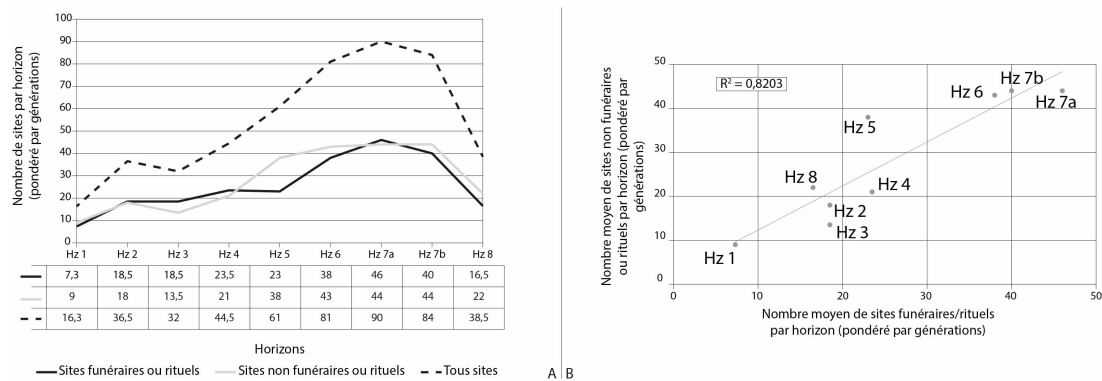 Nombre de sites par horizon
(pondéré par générations)
100
90
80
70
60
50
40
30
20
10
0
Hz 1 Hz 2 Hz 3 Hz 4 Hz 5 Hz 6 Hz 7a Hz 7b Hz 8
7,3 18,5 18,5 23,5 23 38 46 40 16,5
9 18 13,5 21 38 43 44 44 22
16,3 36,5 32 44,5 61 81 90 84 38,5
Horizons
Sites funéraires ou rituels Sites non funéraires ou rituels Tous sites
A B
Nombre moyen de sites non funéraires
ou rituels par horizon (pondéré par
générations)
50
40
30
20
10
0
R² = 0,8203
Hz 7b
Hz 6
Hz 7a
Hz 5
Hz 8
Hz 4
Hz 2
Hz 3
Hz 1
0 10 20 30 40 50
Nombre moyen de sites funéraires/rituels
par horizon (pondéré par générations)